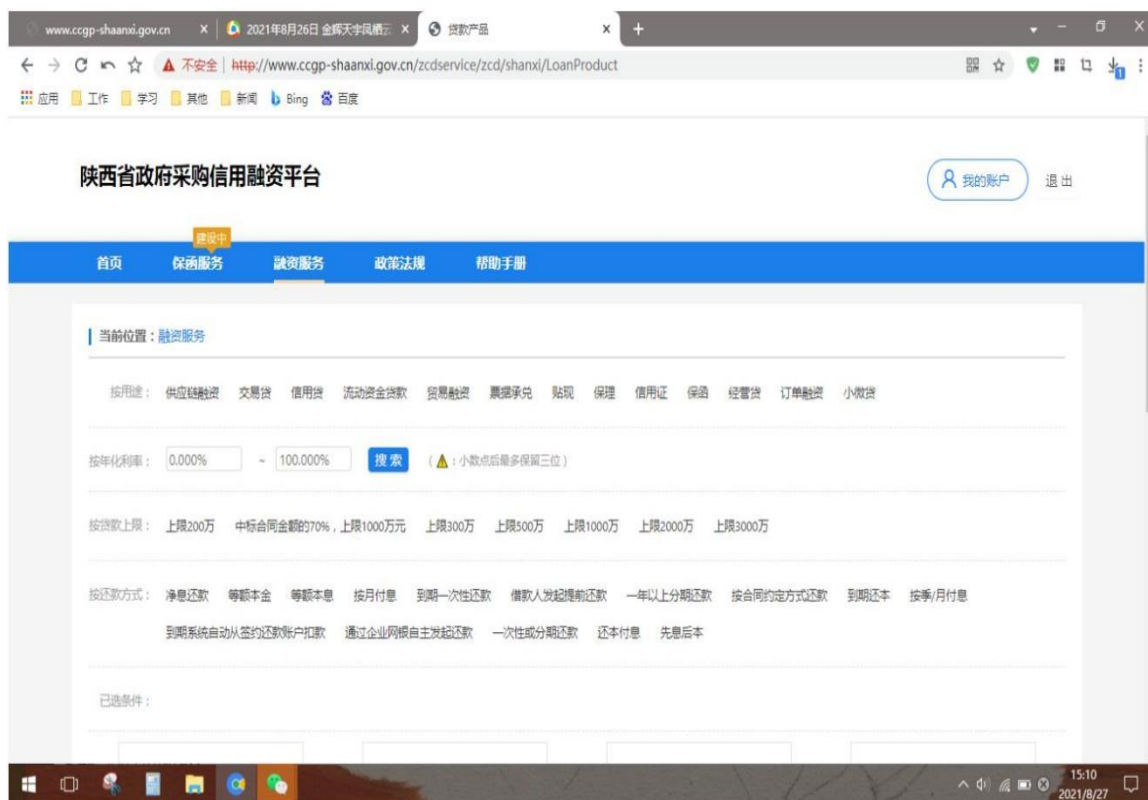 www.ccgp-shaanxi.gov.cn 2021年8月26日 金辉天宇凤栖云 贷款产品
不安全 http://www.ccgp-shaanxi.gov.cn/zcdservice/zcd/shanxi/LoanProduct
应用 工作 学习 其他 新闻 Bing 百度
陕西省政府采购信用融资平台 我的账户 退出
建设中
首页 保函服务 融资服务 政策法规 帮助手册
当前位置：融资服务
按用途： 供应链融资 交易贷 信用贷 流动资金贷款 贸易融资 票据承兑 贴现 保理 信用证 保函 经营贷 订单融资 小微贷
按年化利率： 0.000% ~ 100.000% 搜索 （ ：小数点后最多保留三位）
按贷款上限： 上限200万 中标合同金额的70%，上限1000万元 上限300万 上限500万 上限1000万 上限2000万 上限3000万
按还款方式： 净息还款 等额本金 等额本息 按月付息 到期一次性还款 借款人发起提前还款 一年以上分期还款 按合同约定方式还款 到期还本 按季/月付息
到期系统自动从签约还款账户扣款 通过企业网银自主发起还款 一次性或分期还款 还本付息 先息后本
已选条件：
15:10
2021/8/27